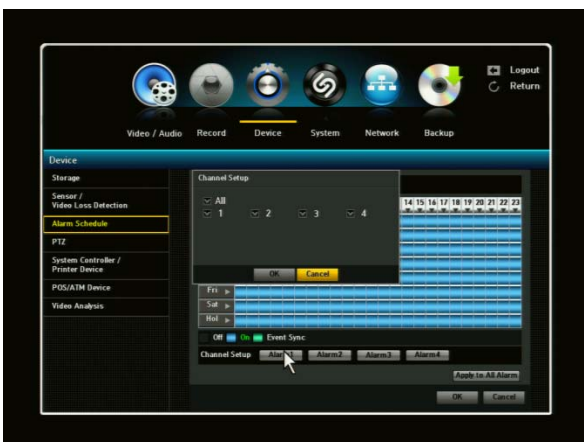 Logout
Return
Video / Audio Record Device System Network Backup
Device
Storage
Sensor /
Video Loss Detection
Alarm Schedule
PTZ
System Controller /
Printer Device
POS/ATM Device
Video Analysis
Channel Setup
All
1 2 3 4
OK Cancel
14 15 16 17 18 19 20 21 22 23
Fri
Sat
Hol
Off On Event Sync
Channel Setup Alarm1 Alarm2 Alarm3 Alarm4
Apply to All Alarm
OK Cancel